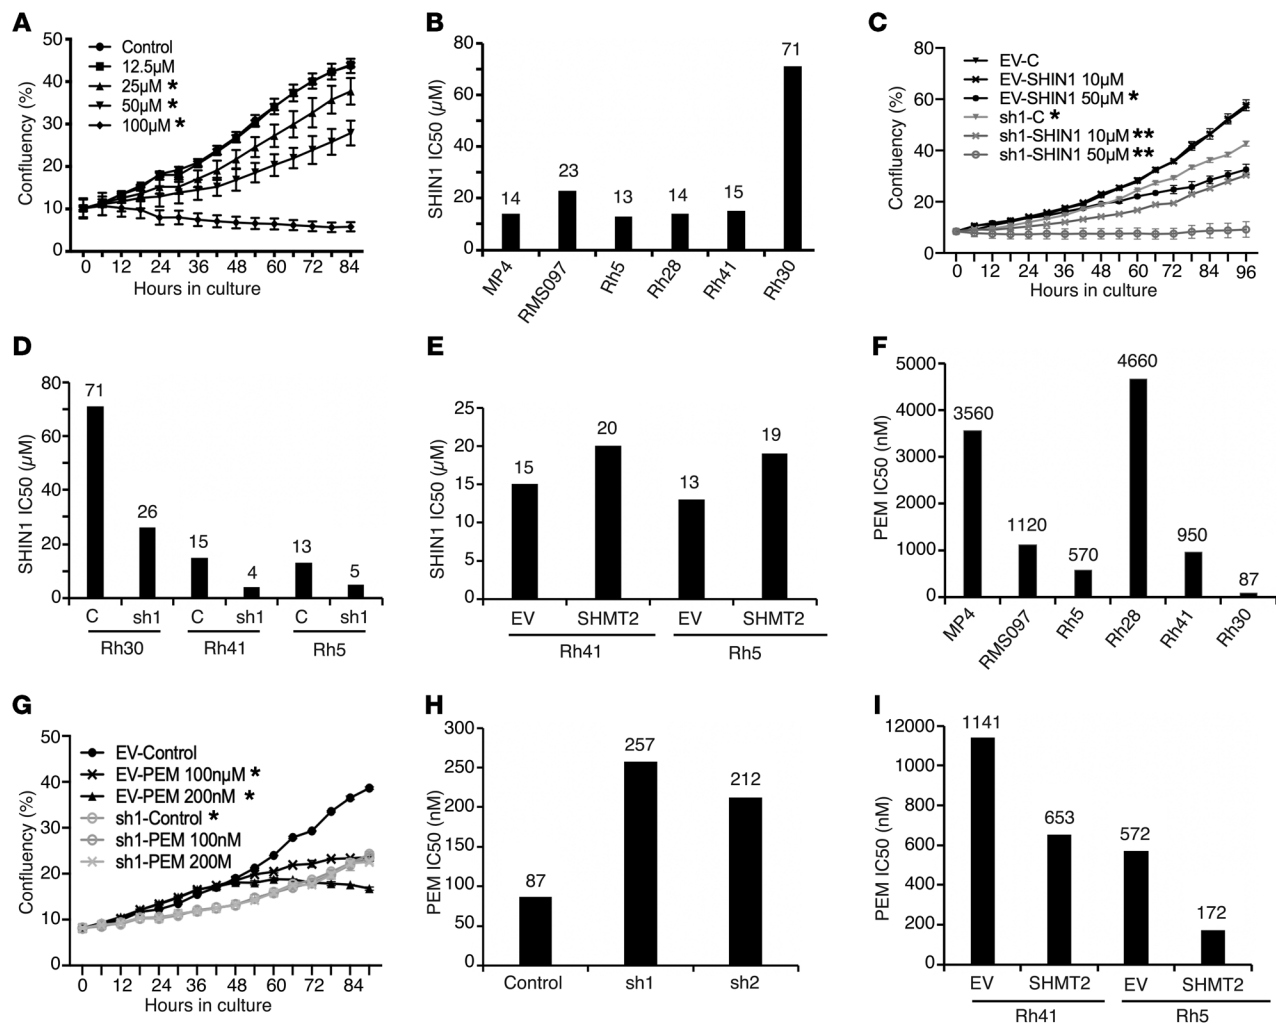 A
50
40
30
20
10
0
Confluency (%)
Control
12.5µM
25µM *
50µM *
100µM *
0 12 24 36 48 60 72 84
Hours in culture
B
80
60
40
20
0
SHIN1 IC50 (µM)
14 23 13 14 15 71
MP4 RMS097 Rh5 Rh28 Rh41 Rh30
C
80
60
40
20
0
Confluency (%)
EV-C
EV-SHIN1 10µM
EV-SHIN1 50µM *
sh1-C *
sh1-SHIN1 10µM **
sh1-SHIN1 50µM **
0 12 24 36 48 60 72 84 96
Hours in culture
D
80
60
40
20
0
SHIN1 IC50 (µM)
71 26 15 4 13 5
C sh1 C sh1 C sh1
Rh30 Rh41 Rh5
E
25
20
15
10
5
0
SHIN1 IC50 (µM)
15 20 13 19
EV SHMT2 EV SHMT2
Rh41 Rh5
F
5000
4000
3000
2000
1000
0
PEM IC50 (nM)
3560 1120 570 4660 950 87
MP4 RMS097 Rh5 Rh28 Rh41 Rh30
G
50
40
30
20
10
0
Confluency (%)
EV-Control
EV-PEM 100nµM *
EV-PEM 200nM *
sh1-Control *
sh1-PEM 100nM
sh1-PEM 200M
0 12 24 36 48 60 72 84
Hours in culture
H
300
250
200
150
100
50
0
PEM IC50 (nM)
87 257 212
Control sh1 sh2
I
12000
1000
800
600
400
200
0
PEM IC50 (nM)
1141 653 572 172
EV SHMT2 EV SHMT2
Rh41 Rh5